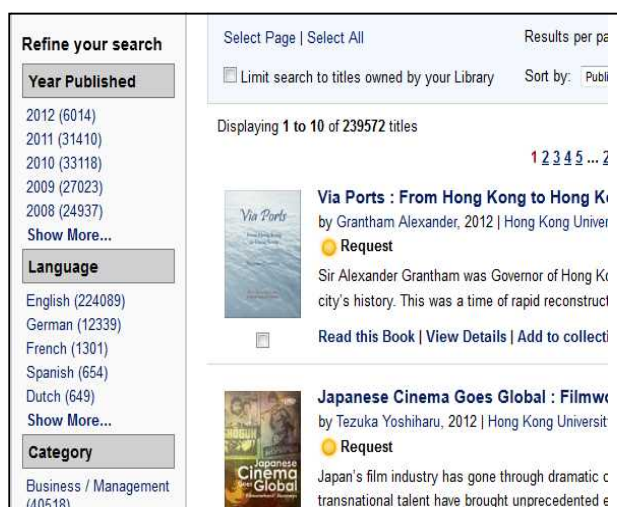 Refine your search
Year Published
2012 (6014)
2011 (31410)
2010 (33118)
2009 (27023)
2008 (24937)
Show More...
Language
English (224089)
German (12339)
French (1301)
Spanish (654)
Dutch (649)
Show More...
Category
Business / Management
(40518)
Select Page | Select All
Results per pa
Limit search to titles owned by your Library
Sort by: Publi
Displaying 1 to 10 of 239572 titles
1 2 3 4 5 ... 2
Via Ports
Via Ports : From Hong Kong to Hong K
by Grantham Alexander, 2012 | Hong Kong Univer
Request
Sir Alexander Grantham was Governor of Hong Ko
city's history. This was a time of rapid reconstruct
Read this Book | View Details | Add to collecti
SHOGUN
Japanese
Cinema
Goes Global
Japanese Cinema Goes Global : Filmwo
by Tezuka Yoshiharu, 2012 | Hong Kong Universit
Request
Japan's film industry has gone through dramatic c
transnational talent have brought unprecedented e